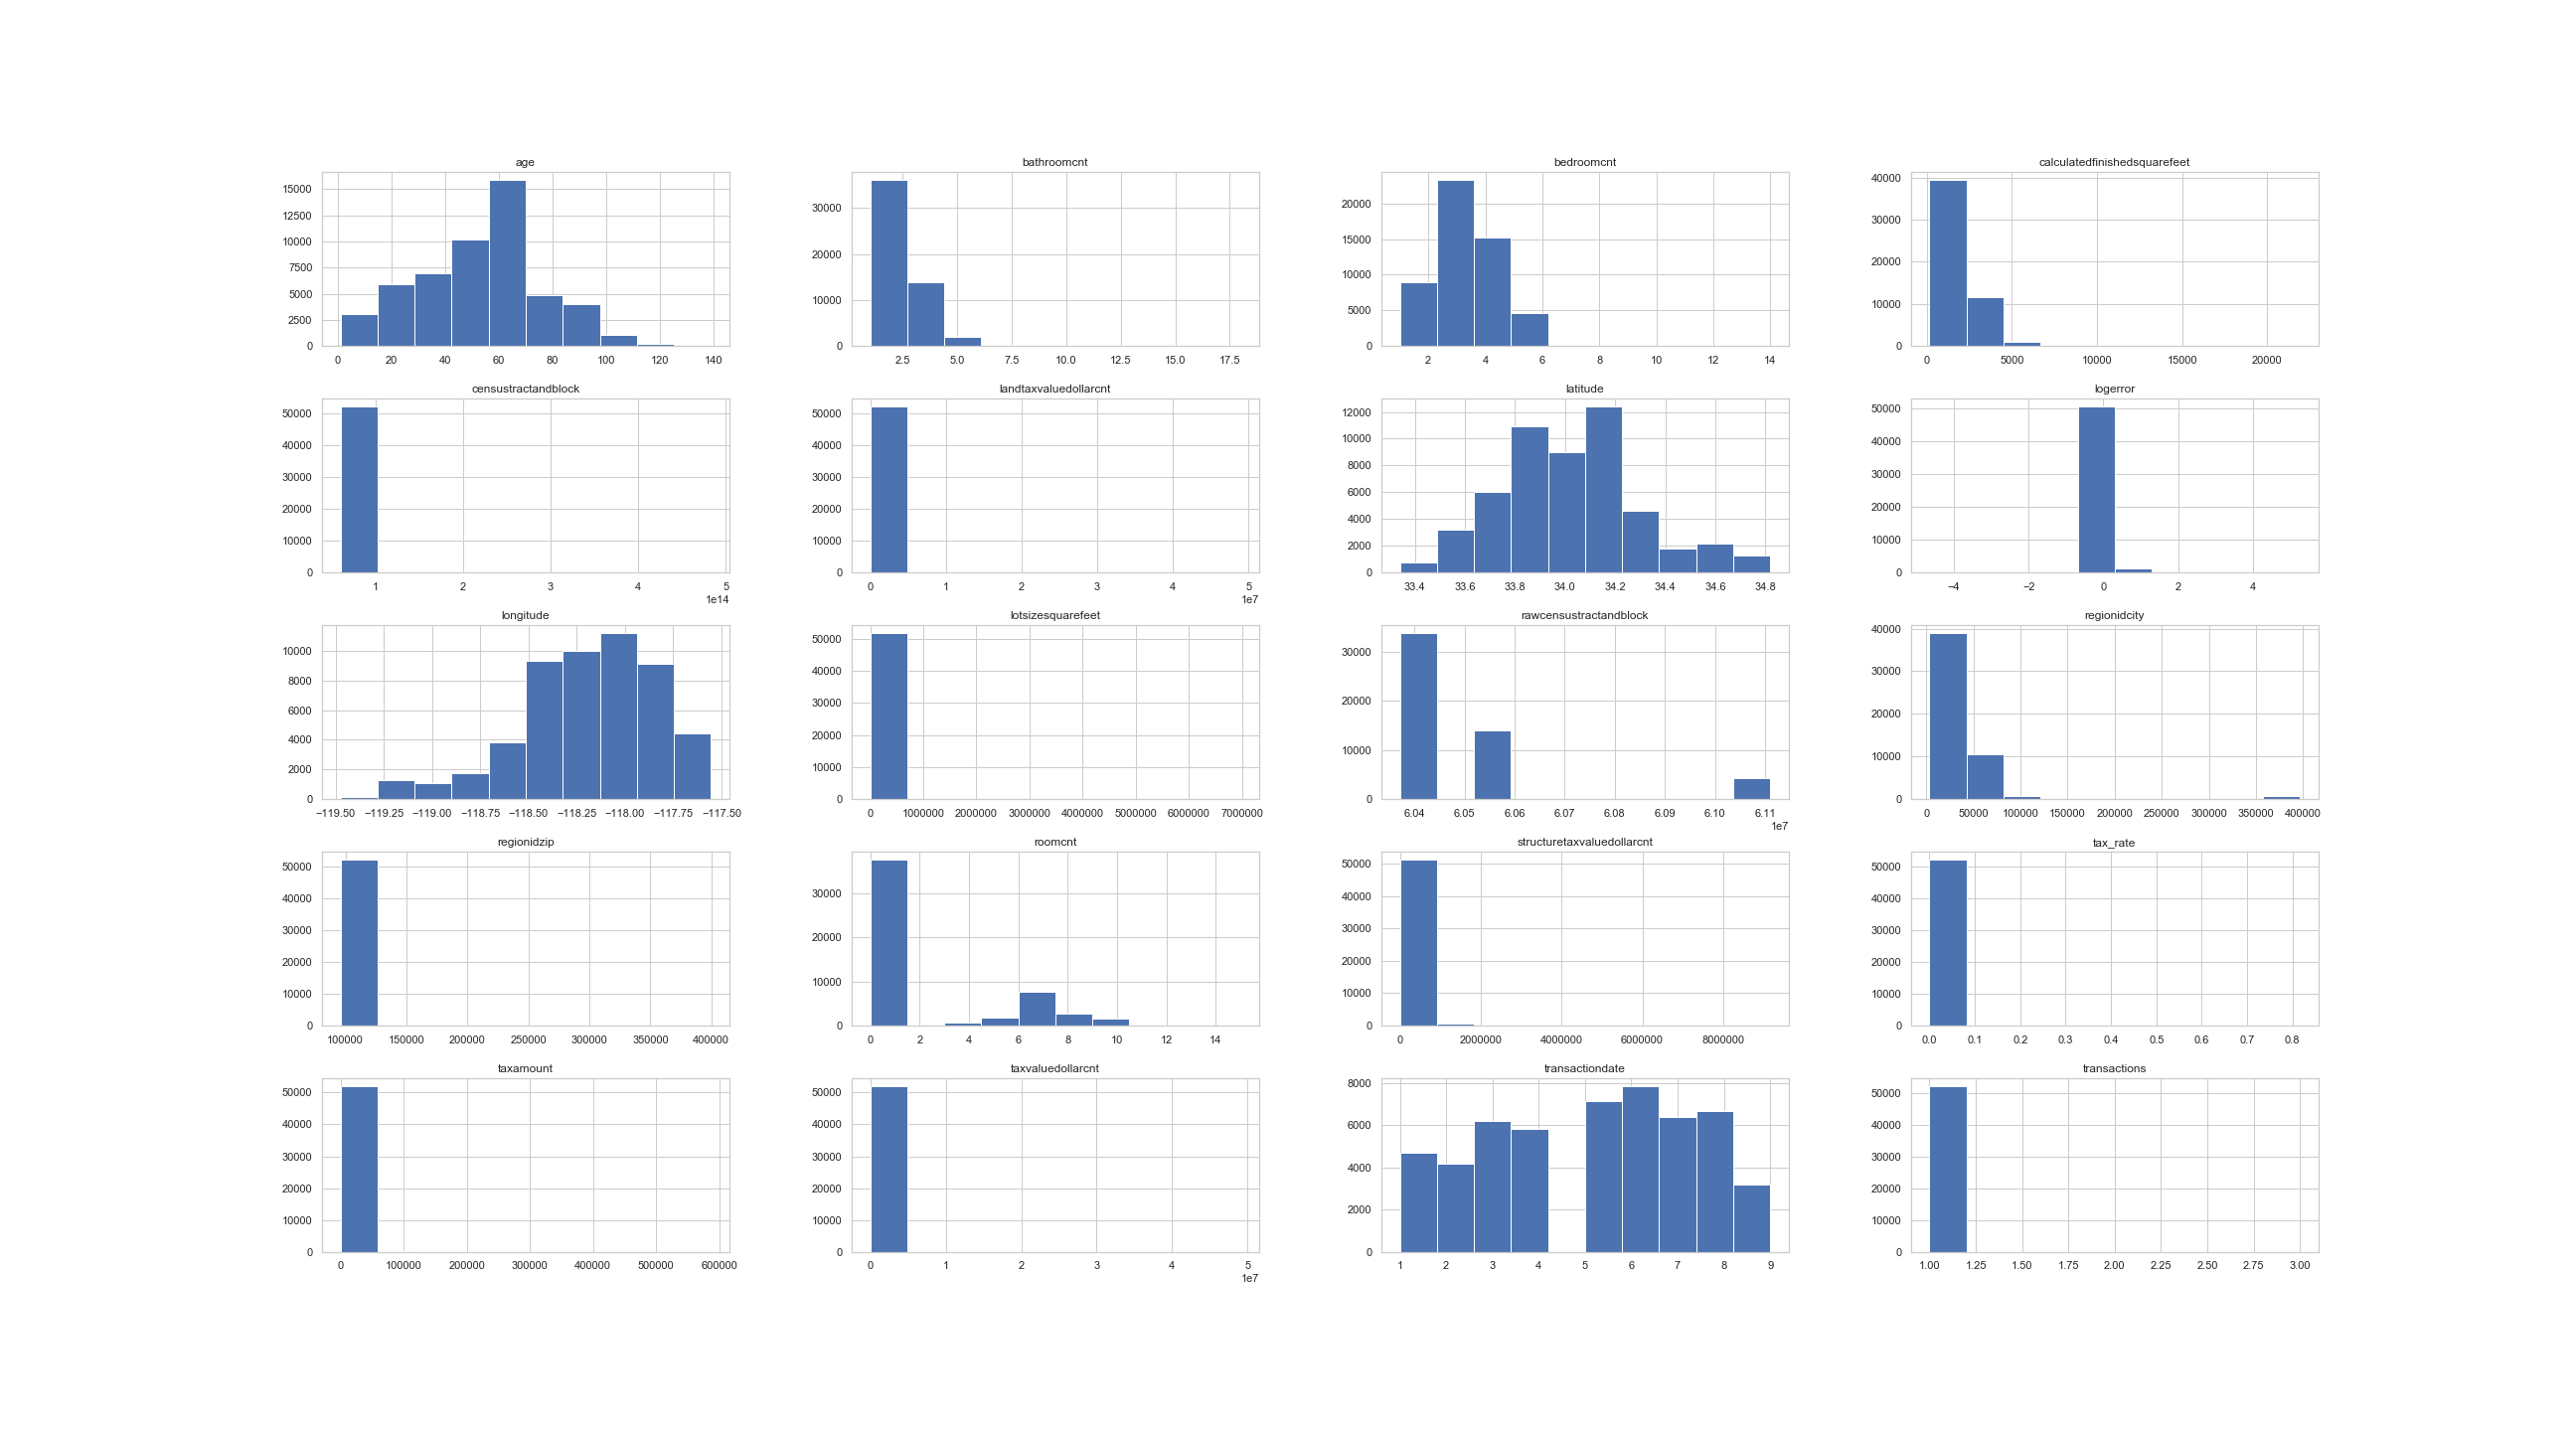 age
15000
12500
10000
7500
5000
2500
0
0 20 40 60 80 100 120 140
bathroomcnt
30000
20000
10000
0
2.5 5.0 7.5 10.0 12.5 15.0 17.5
bedroomcnt
20000
15000
10000
5000
0
2 4 6 8 10 12 14
calculatedfinishedsquarefeet
40000
30000
20000
10000
0
0 5000 10000 15000 20000
censustractandblock
50000
40000
30000
20000
10000
0
1 2 3 4 5
1e14
landtaxvaluedollarcnt
50000
40000
30000
20000
10000
0
0 1 2 3 4 5
1e7
latitude
12000
10000
8000
6000
4000
2000
0
33.4 33.6 33.8 34.0 34.2 34.4 34.6 34.8
logerror
50000
40000
30000
20000
10000
0
−4 −2 0 2 4
longitude
10000
8000
6000
4000
2000
0
−119.50 −119.25 −119.00 −118.75 −118.50 −118.25 −118.00 −117.75 −117.50
lotsizesquarefeet
50000
40000
30000
20000
10000
0
0 1000000 2000000 3000000 4000000 5000000 6000000 7000000
rawcensustractandblock
30000
20000
10000
0
6.04 6.05 6.06 6.07 6.08 6.09 6.10 6.11
1e7
regionidcity
40000
30000
20000
10000
0
0 50000 100000 150000 200000 250000 300000 350000 400000
regionidzip
50000
40000
30000
20000
10000
0
100000 150000 200000 250000 300000 350000 400000
roomcnt
30000
20000
10000
0
0 2 4 6 8 10 12 14
structuretaxvaluedollarcnt
50000
40000
30000
20000
10000
0
0 2000000 4000000 6000000 8000000
tax_rate
50000
40000
30000
20000
10000
0
0.0 0.1 0.2 0.3 0.4 0.5 0.6 0.7 0.8
taxamount
50000
40000
30000
20000
10000
0
0 100000 200000 300000 400000 500000 600000
taxvaluedollarcnt
50000
40000
30000
20000
10000
0
0 1 2 3 4 5
1e7
transactiondate
8000
6000
4000
2000
0
1 2 3 4 5 6 7 8 9
transactions
50000
40000
30000
20000
10000
0
1.00 1.25 1.50 1.75 2.00 2.25 2.50 2.75 3.00